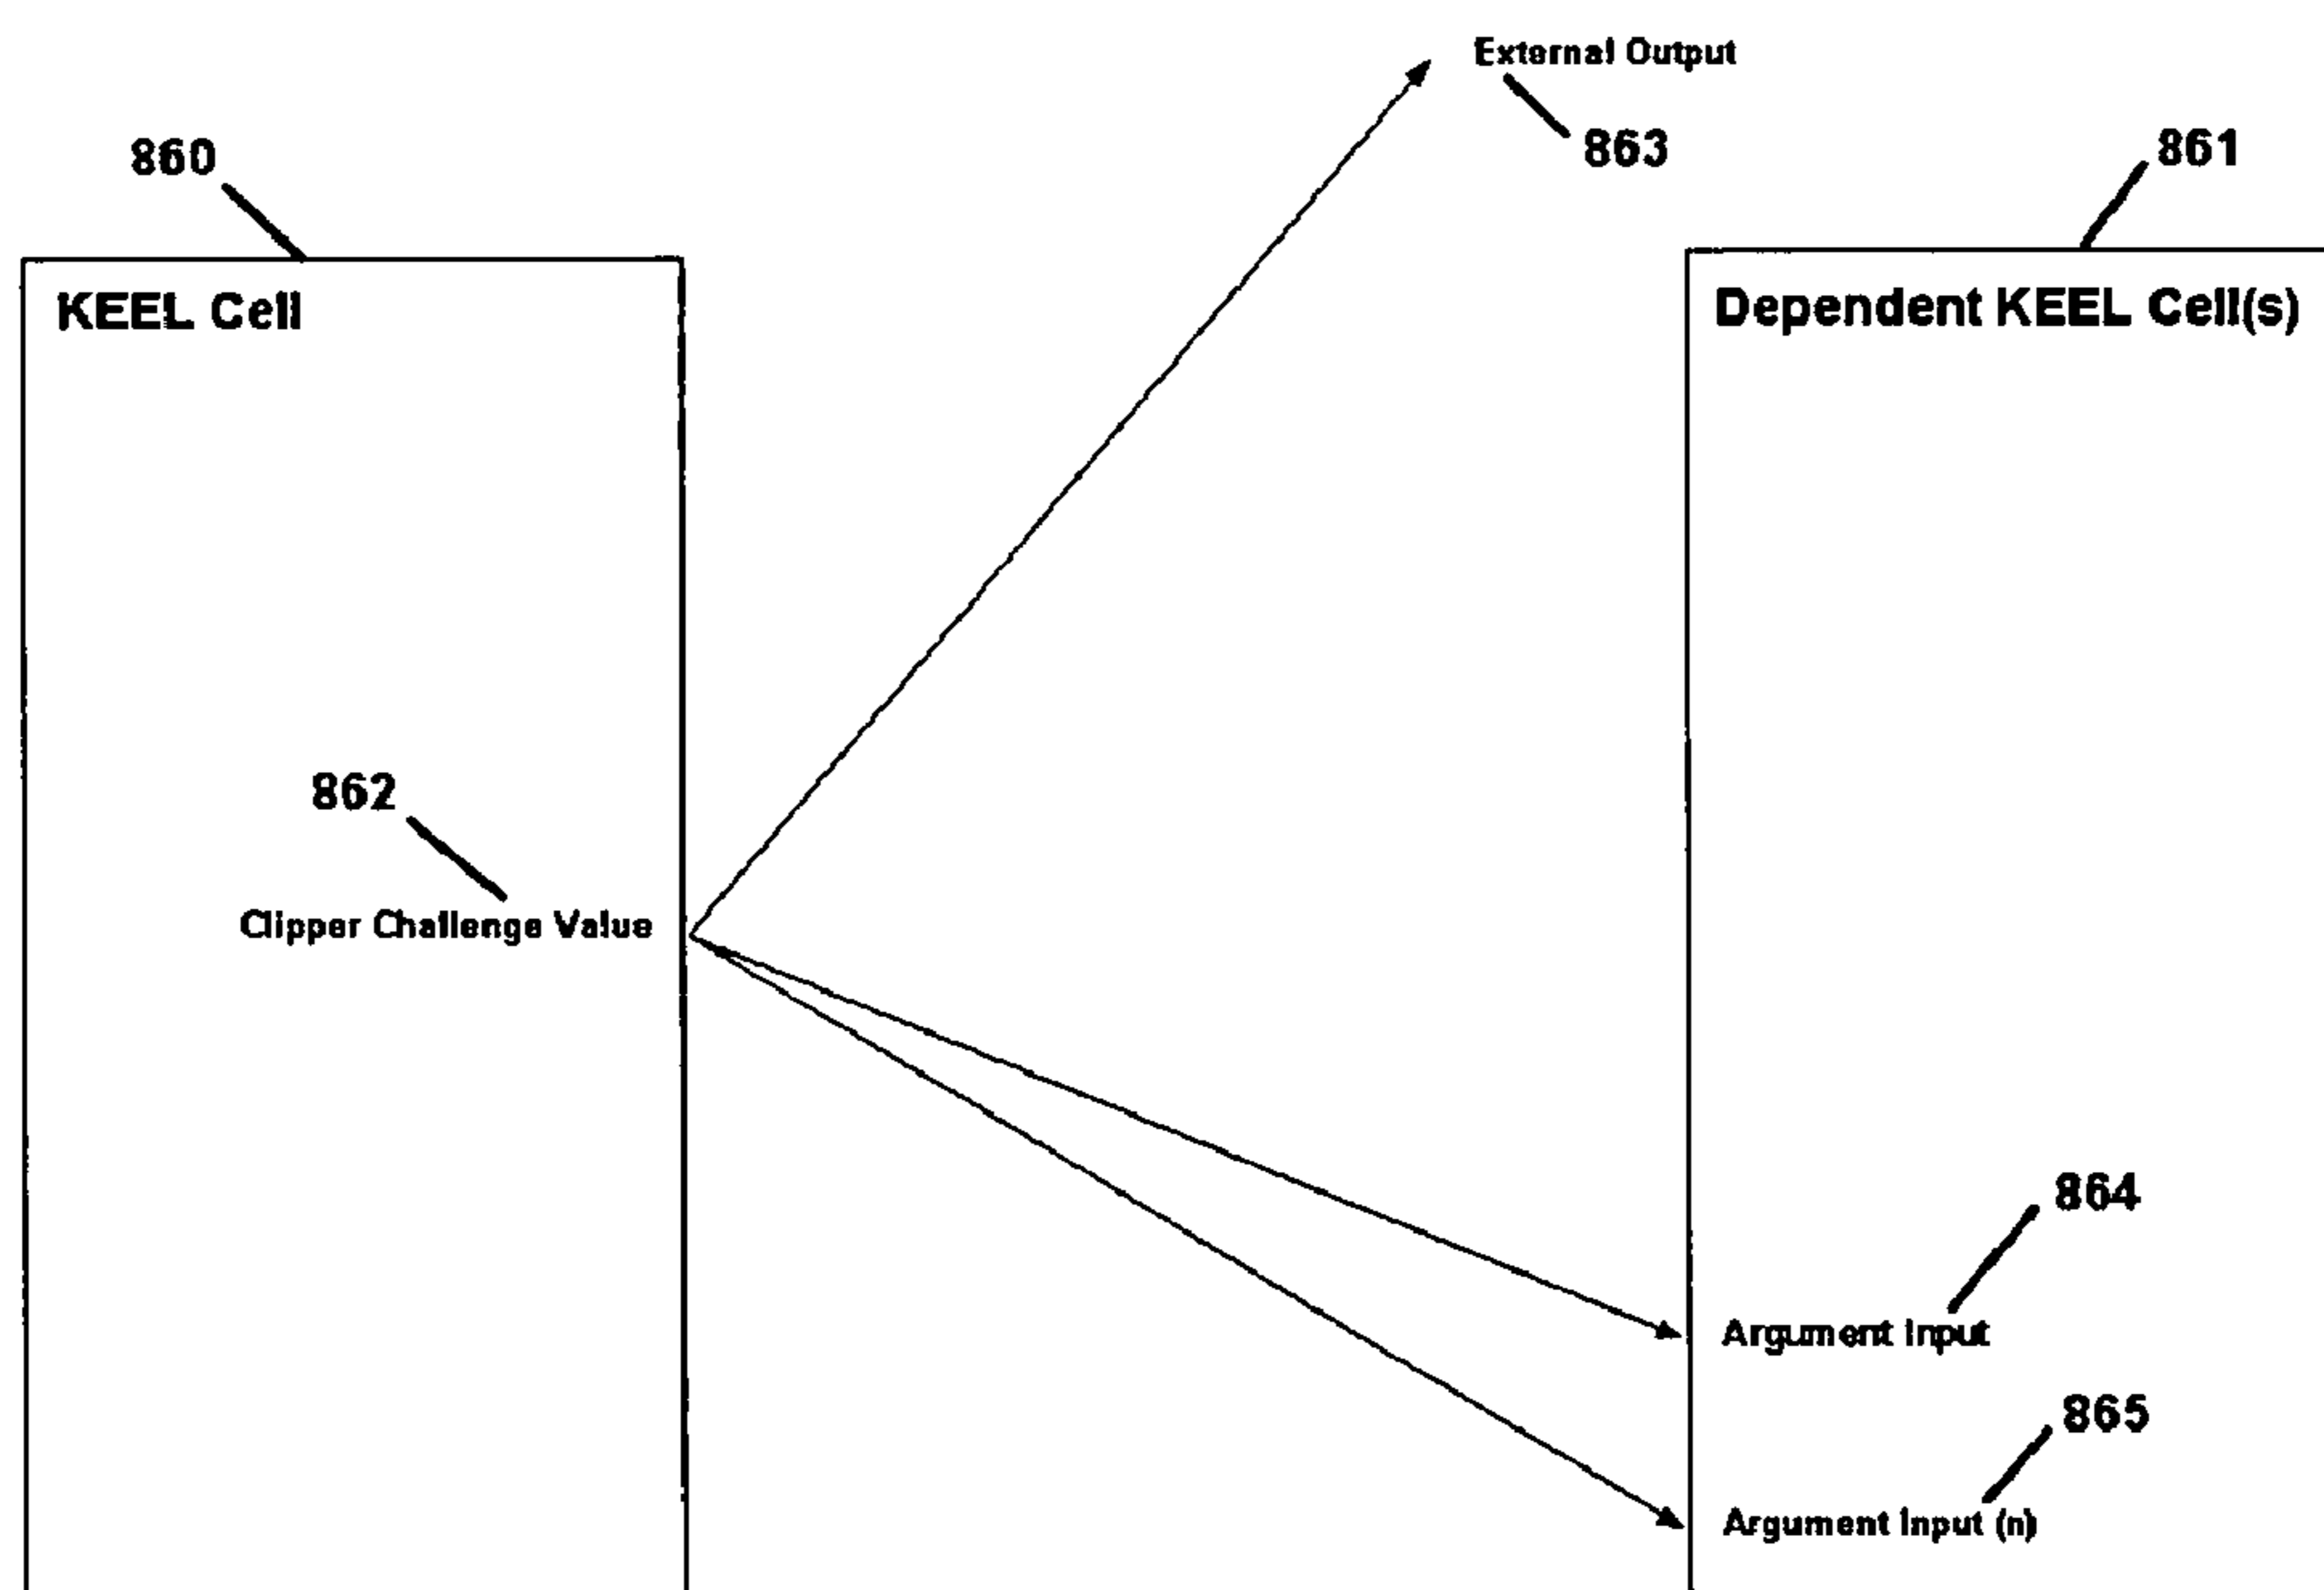 External Output
863
860
861
KEEL Cell
Dependent KEEL Cell(s)
862
Clipper Challenge Value
864
Argument Input
865
Argument Input (n)